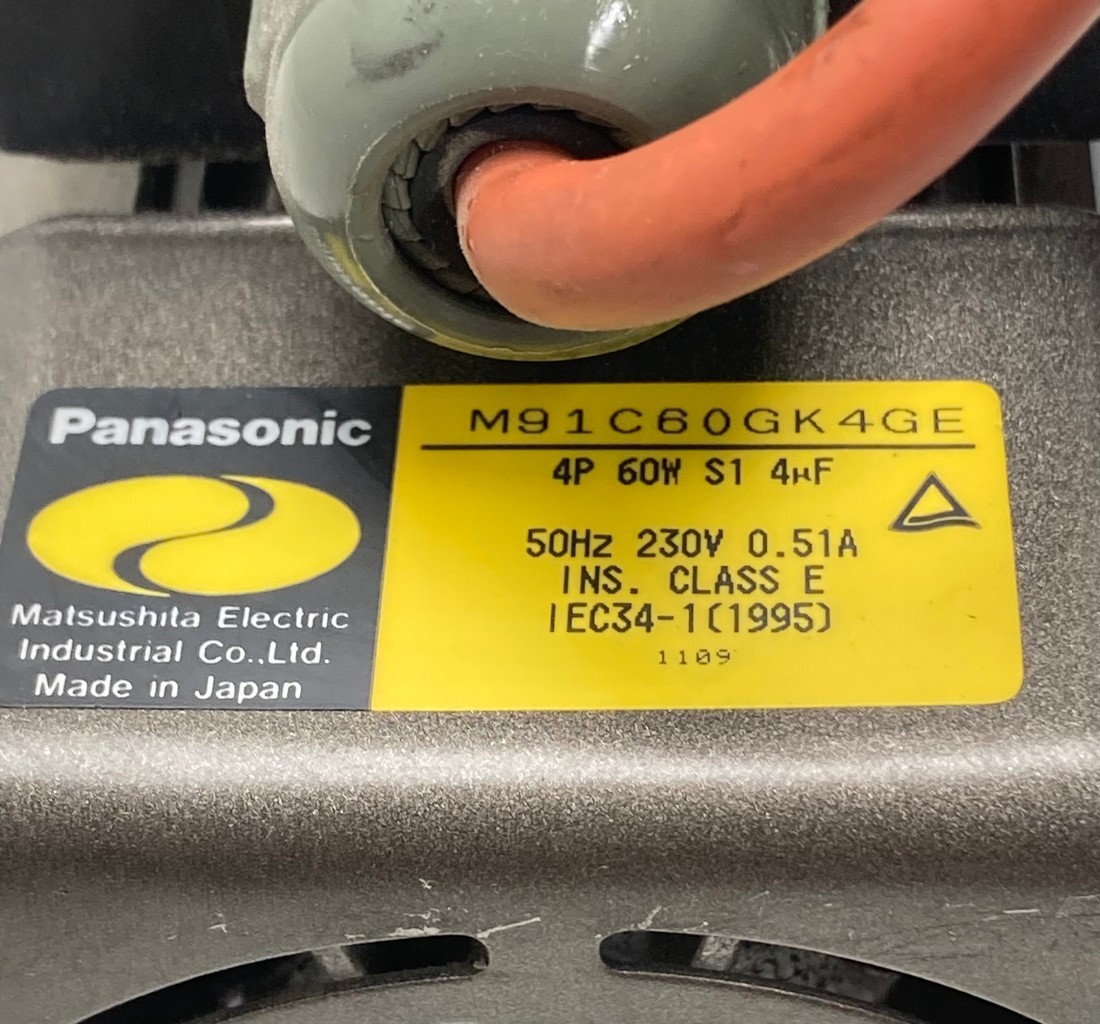 Panasonic
Matsushita Electric
Industrial Co.,Ltd.
Made in Japan
M91C60GK4GE
4P 60W S1 4µF
50Hz 230V 0.51A
INS. CLASS E
IEC34-1(1995)
1109